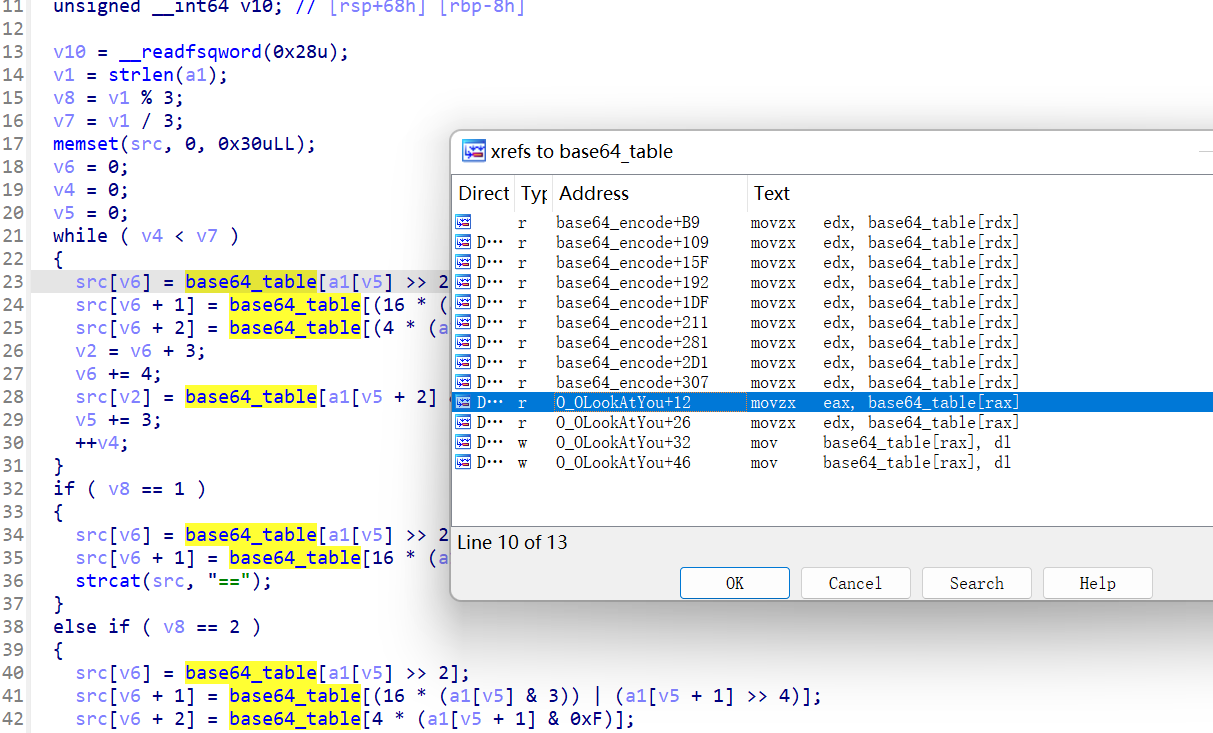 11 unsigned __int64 v10; // [rsp+68h] [rbp-8h]
12
13 v10 = __readfsqword(0x28u);
14 v1 = strlen(a1);
15 v8 = v1 % 3;
16 v7 = v1 / 3;
17 memset(src, 0, 0x30uLL);
18 v6 = 0;
19 v4 = 0;
20 v5 = 0;
21 while ( v4 < v7 )
22 {
23 src[v6] = base64_table[a1[v5] >> 2
24 src[v6 + 1] = base64_table[(16 * (
25 src[v6 + 2] = base64_table[(4 * (a
26 v2 = v6 + 3;
27 v6 += 4;
28 src[v2] = base64_table[a1[v5 + 2]
29 v5 += 3;
30 ++v4;
31 }
32 if ( v8 == 1 )
33 {
34 src[v6] = base64_table[a1[v5] >> 2
35 src[v6 + 1] = base64_table[16 * (a
36 strcat(src, "==");
37 }
38 else if ( v8 == 2 )
39 {
40 src[v6] = base64_table[a1[v5] >> 2];
41 src[v6 + 1] = base64_table[(16 * (a1[v5] & 3)) | (a1[v5 + 1] >> 4)];
42 src[v6 + 2] = base64_table[4 * (a1[v5 + 1] & 0xF)];
xrefs to base64_table
Direct Typ Address Text
r base64_encode+B9 movzx edx, base64_table[rdx]
D… r base64_encode+109 movzx edx, base64_table[rdx]
D… r base64_encode+15F movzx edx, base64_table[rdx]
D… r base64_encode+192 movzx edx, base64_table[rdx]
D… r base64_encode+1DF movzx edx, base64_table[rdx]
D… r base64_encode+211 movzx edx, base64_table[rdx]
D… r base64_encode+281 movzx edx, base64_table[rdx]
D… r base64_encode+2D1 movzx edx, base64_table[rdx]
D… r base64_encode+307 movzx edx, base64_table[rdx]
D… r O_OLookAtYou+12 movzx eax, base64_table[rax]
D… r O_OLookAtYou+26 movzx edx, base64_table[rax]
D… w O_OLookAtYou+32 mov base64_table[rax], dl
D… w O_OLookAtYou+46 mov base64_table[rax], dl
Line 10 of 13
OK Cancel Search Help